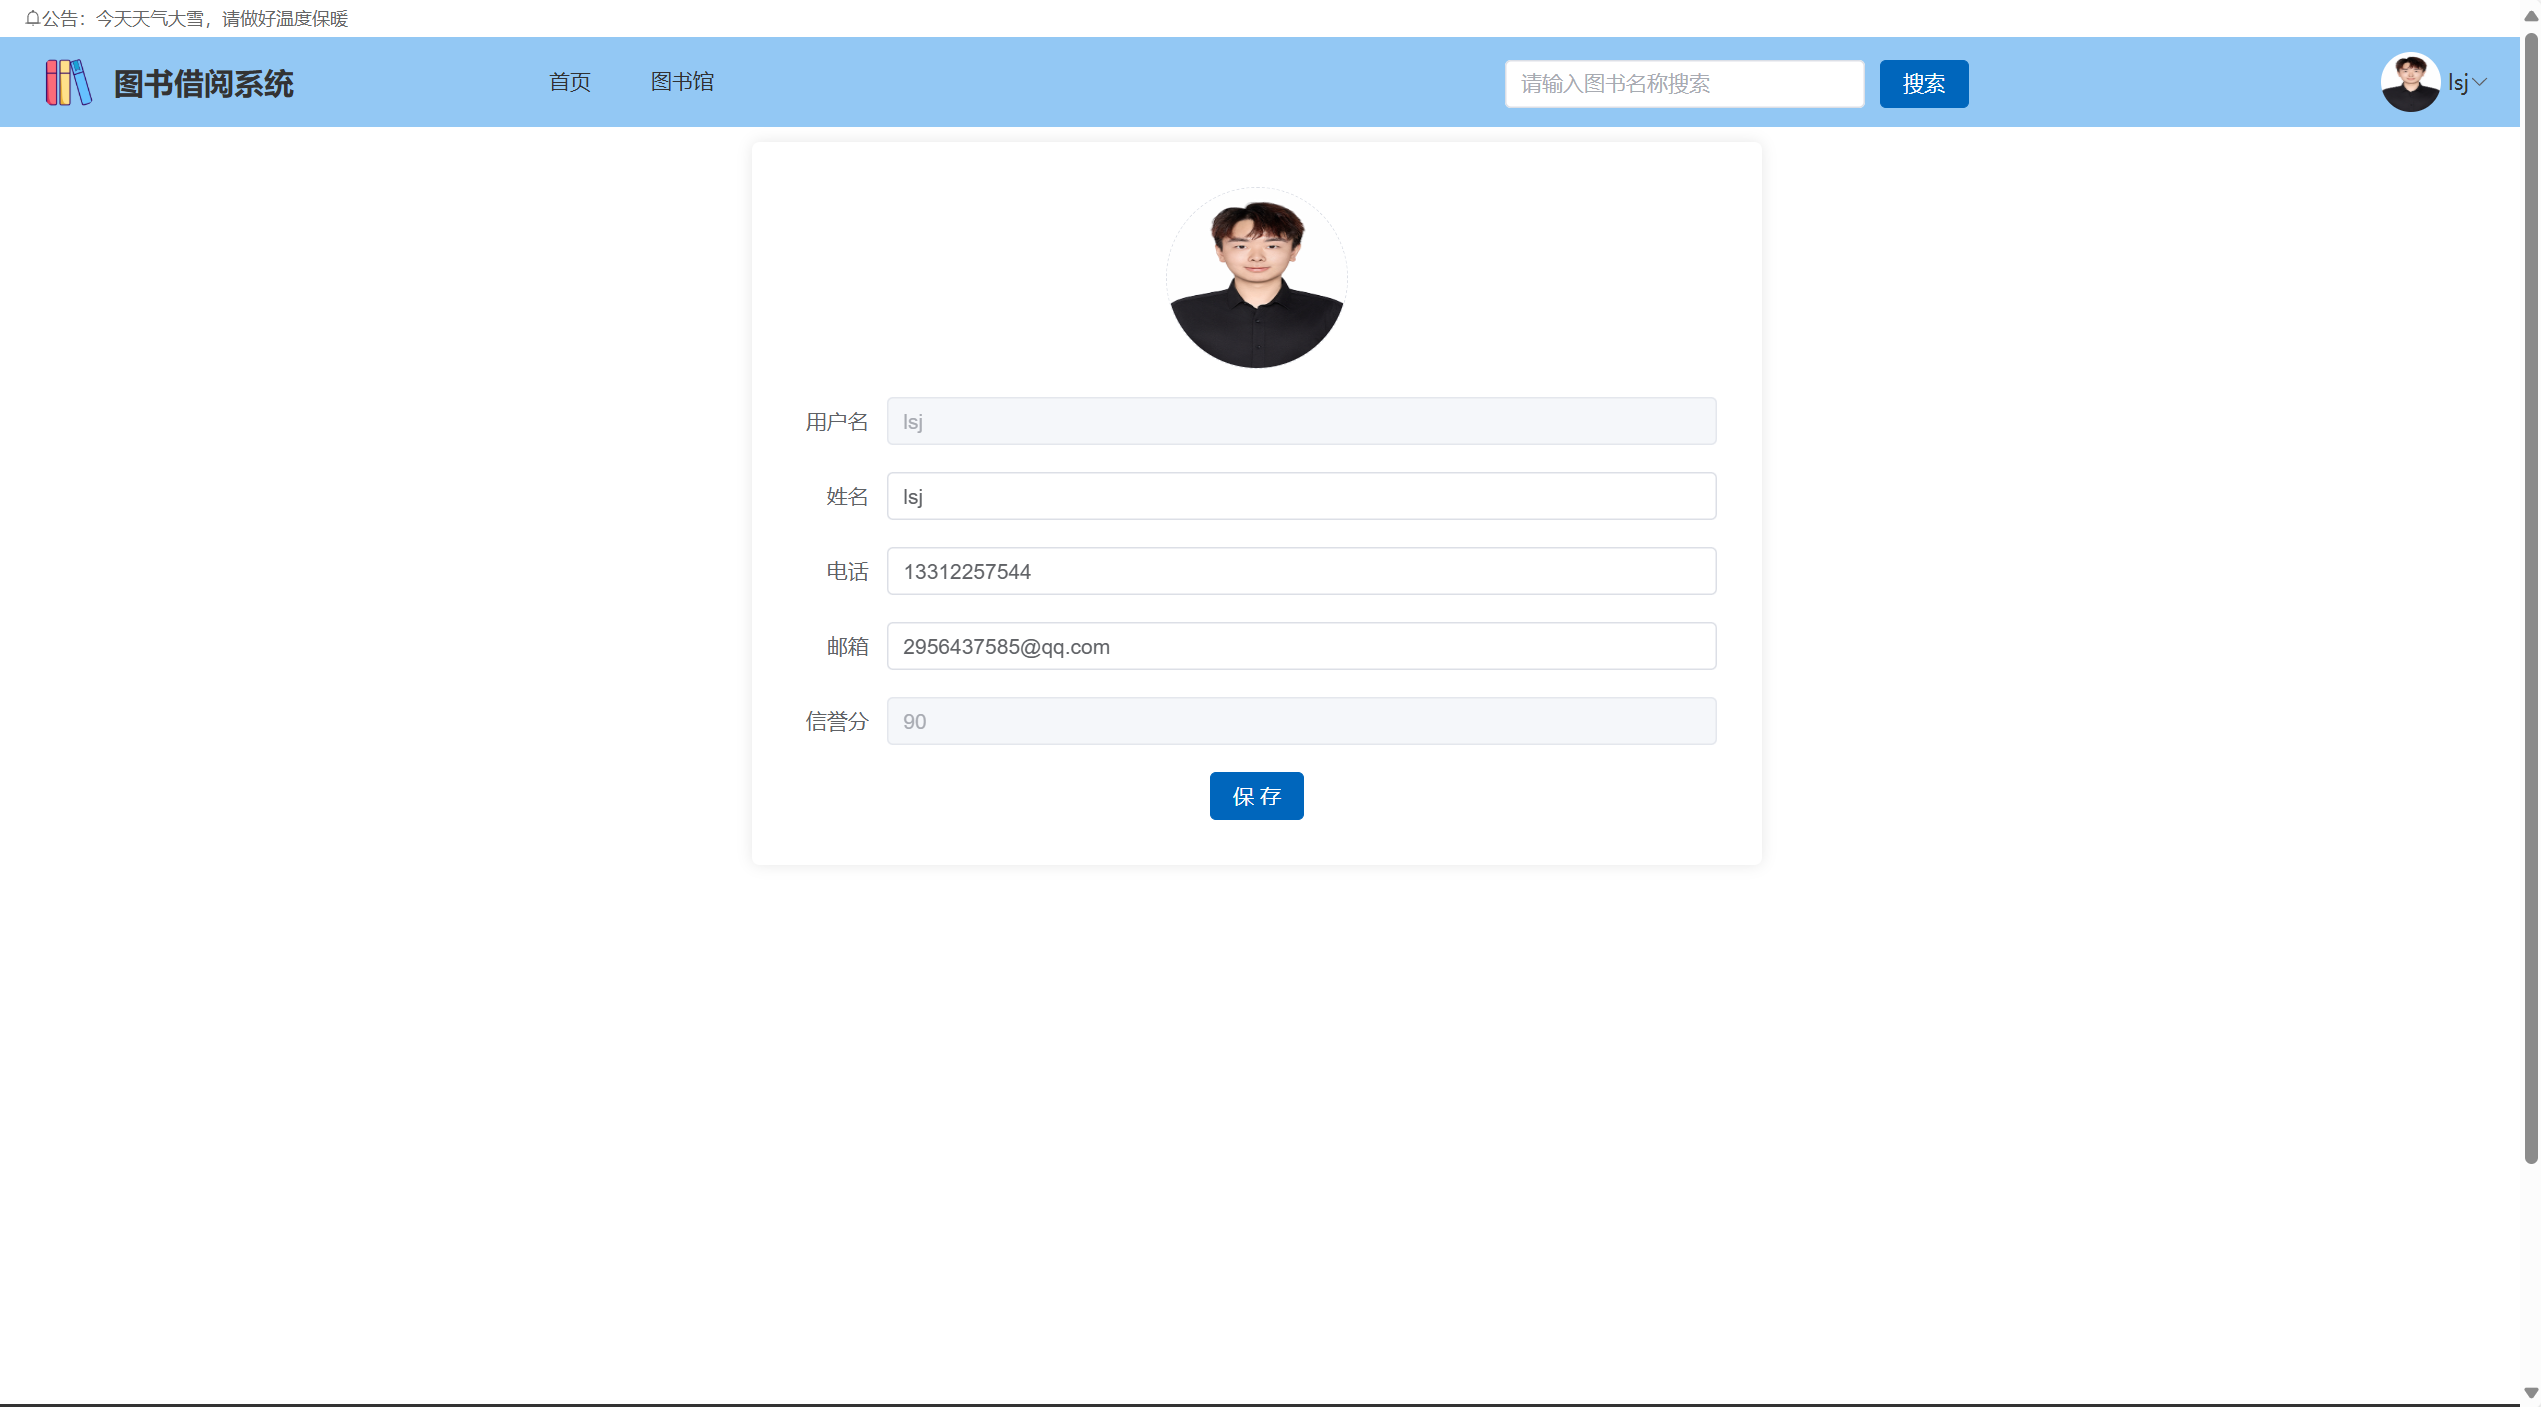 公告：今天天气大雪，请做好温度保暖
图书借阅系统
首页
图书馆
请输入图书名称搜索
搜索
lsj
用户名
lsj
姓名
lsj
电话
13312257544
邮箱
2956437585@qq.com
信誉分
90
保 存